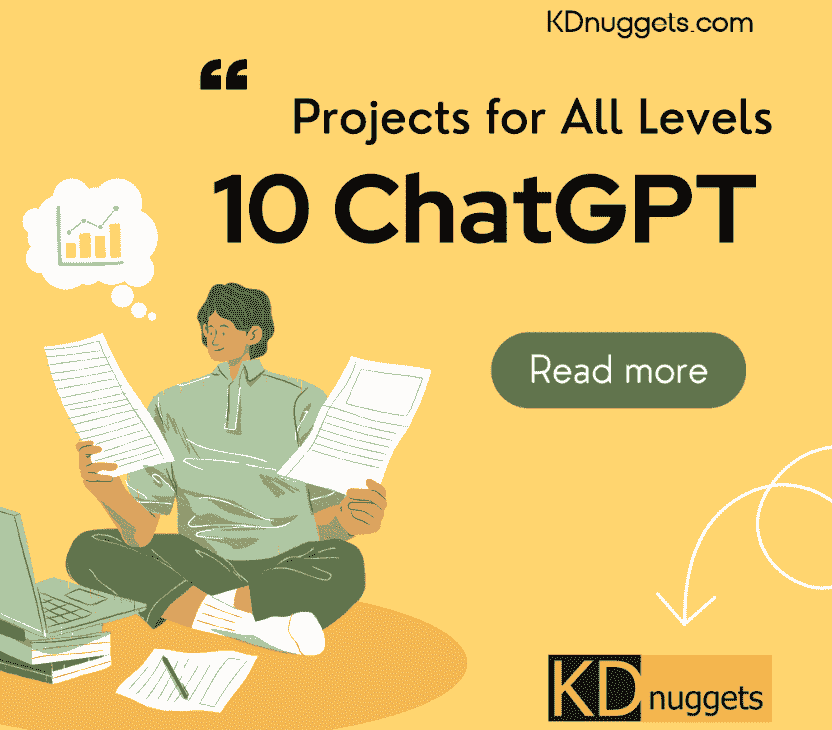 KDnuggets.com
“
Projects for All Levels
10 ChatGPT
Read more
KDnuggets